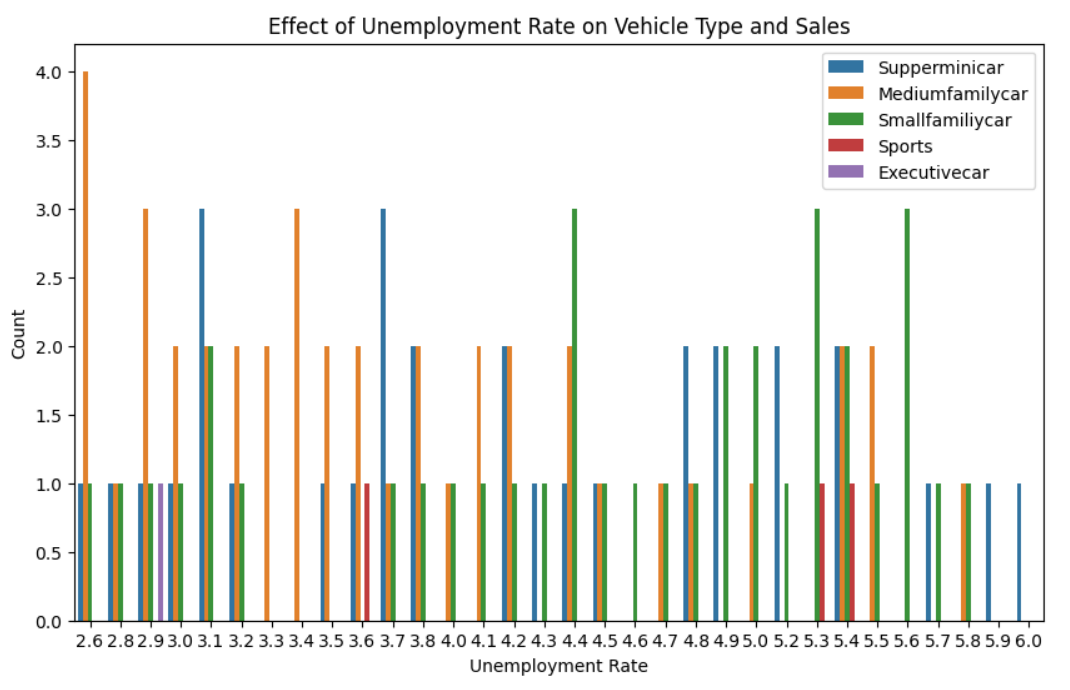 Effect of Unemployment Rate on Vehicle Type and Sales
Supperminicar
Mediumfamilycar
Smallfamiliycar
Sports
Executivecar
4.0
3.5
3.0
2.5
2.0
1.5
1.0
0.5
0.0
Count
2.6 2.8 2.9 3.0 3.1 3.2 3.3 3.4 3.5 3.6 3.7 3.8 4.0 4.1 4.2 4.3 4.4 4.5 4.6 4.7 4.8 4.9 5.0 5.2 5.3 5.4 5.5 5.6 5.7 5.8 5.9 6.0
Unemployment Rate